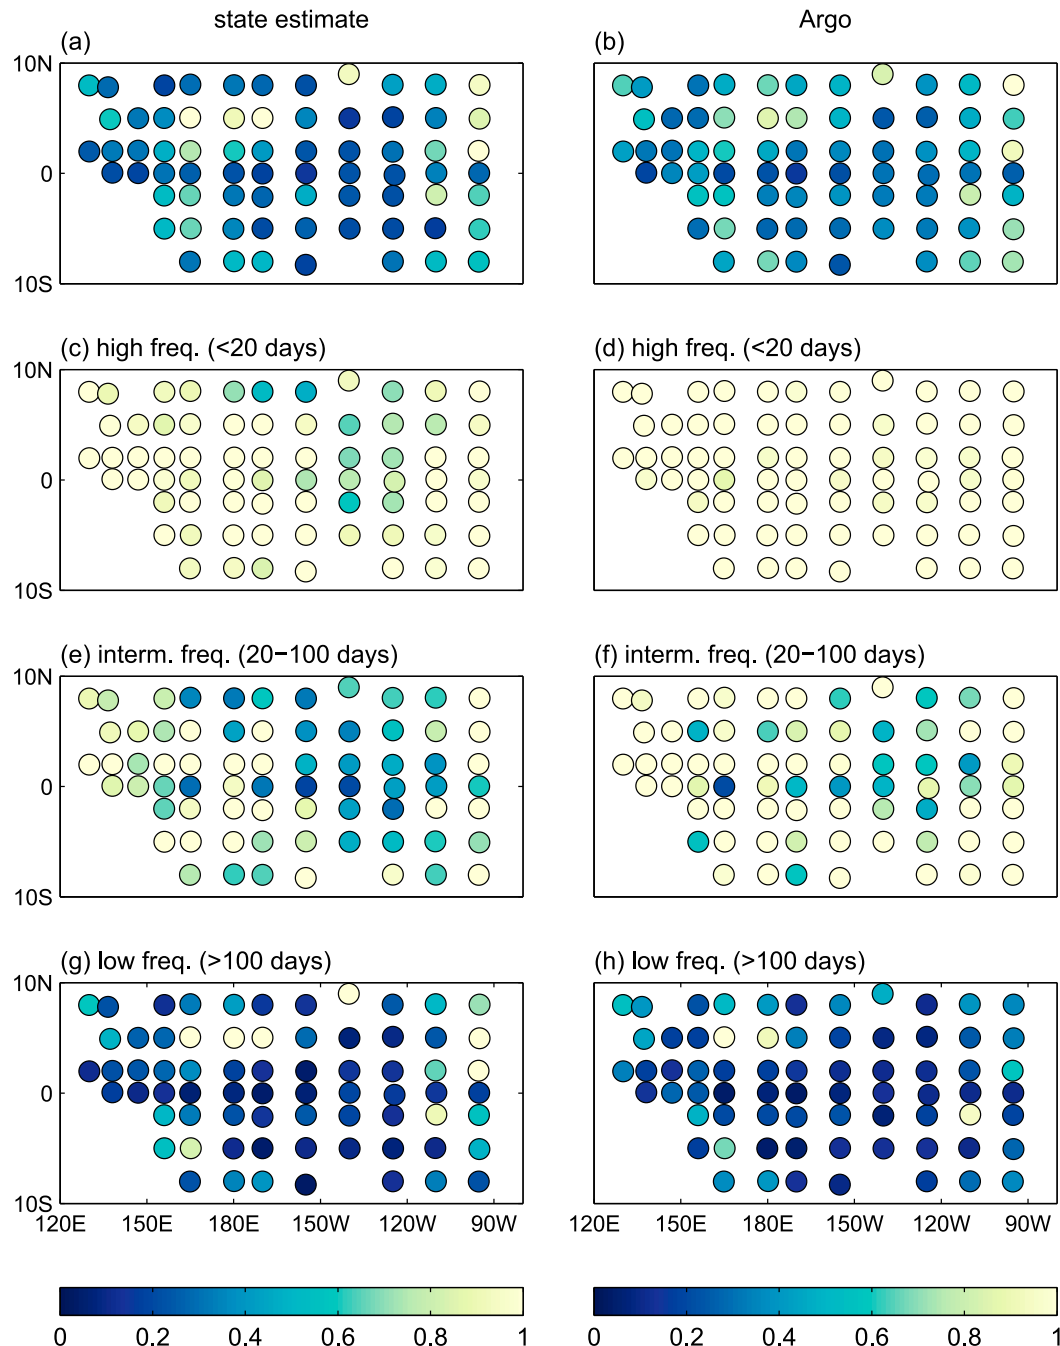 state estimate
Argo
(a)
(b)
10N
0
10S
(c) high freq. (<20 days)
(d) high freq. (<20 days)
10N
0
10S
(e) interm. freq. (20−100 days)
(f) interm. freq. (20−100 days)
10N
0
10S
(g) low freq. (>100 days)
(h) low freq. (>100 days)
10N
0
10S
120E 150E 180E 150W 120W 90W
120E 150E 180E 150W 120W 90W
0 0.2 0.4 0.6 0.8 1
0 0.2 0.4 0.6 0.8 1